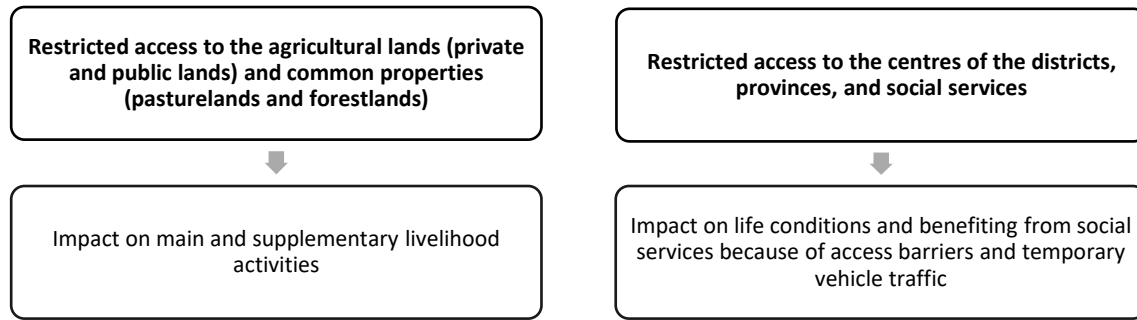 Restricted access to the agricultural lands (private
and public lands) and common properties
(pasturelands and forestlands)
Impact on main and supplementary livelihood
activities
Restricted access to the centres of the districts,
provinces, and social services
Impact on life conditions and benefiting from social
services because of access barriers and temporary
vehicle traffic